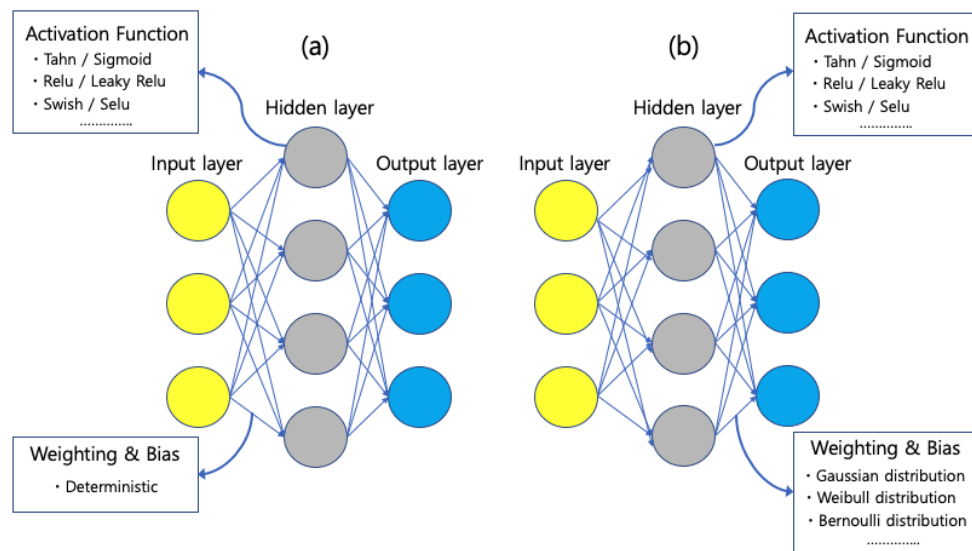 Activation Function
· Tahn / Sigmoid
· Relu / Leaky Relu
· Swish / Selu
.............
(a)
Hidden layer
Input layer
Output layer
Weighting & Bias
· Deterministic
(b)
Activation Function
· Tahn / Sigmoid
· Relu / Leaky Relu
· Swish / Selu
.............
Hidden layer
Input layer
Output layer
Weighting & Bias
· Gaussian distribution
· Weibull distribution
· Bernoulli distribution
.............